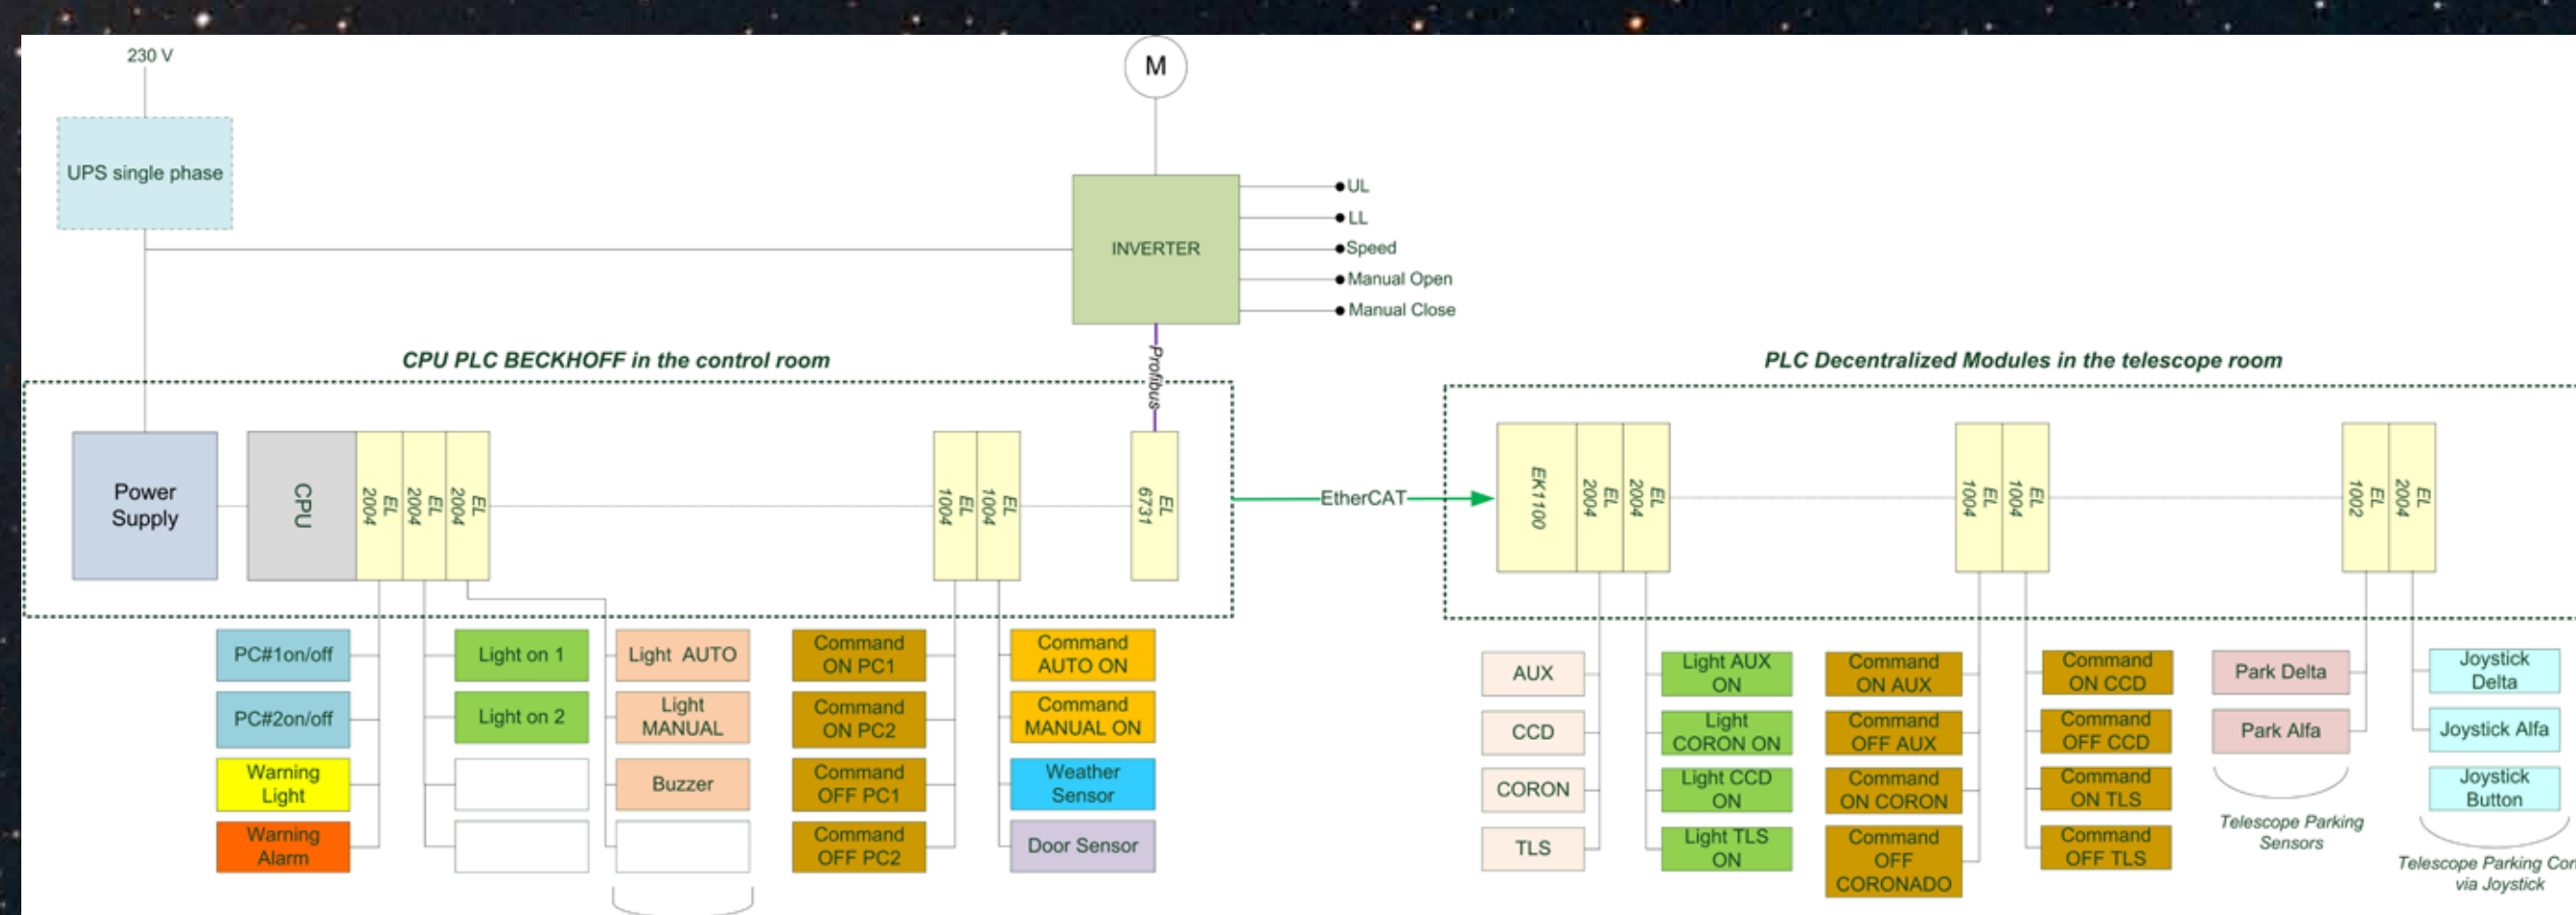 230 V
M
UPS single phase
UL
LL
INVERTER
Speed
Manual Open
Manual Close
Profibus
CPU PLC BECKHOFF in the control room
PLC Decentralized Modules in the telescope room
Power
Supply
CPU
EL
2004
EL
2004
EL
2004
EL
1004
EL
1004
EL
6731
EtherCAT
EK1100
EL
2004
EL
2004
EL
1004
EL
1004
EL
1002
EL
2004
PC#1on/off
PC#2on/off
Warning
Light
Warning
Alarm
Light on 1
Light on 2
Light AUTO
Light
MANUAL
Buzzer
Command
ON PC1
Command
ON PC2
Command
OFF PC1
Command
OFF PC2
Command
AUTO ON
Command
MANUAL ON
Weather
Sensor
Door Sensor
AUX
CCD
CORON
TLS
Light AUX
ON
Light
CORON ON
Light CCD
ON
Light TLS
ON
Command
ON AUX
Command
OFF AUX
Command
ON CORON
Command
OFF
CORONADO
Command
ON CCD
Command
OFF CCD
Command
ON TLS
Command
OFF TLS
Park Delta
Park Alfa
Telescope Parking
Sensors
Joystick
Delta
Joystick Alfa
Joystick
Button
Telescope Parking
via Joystick